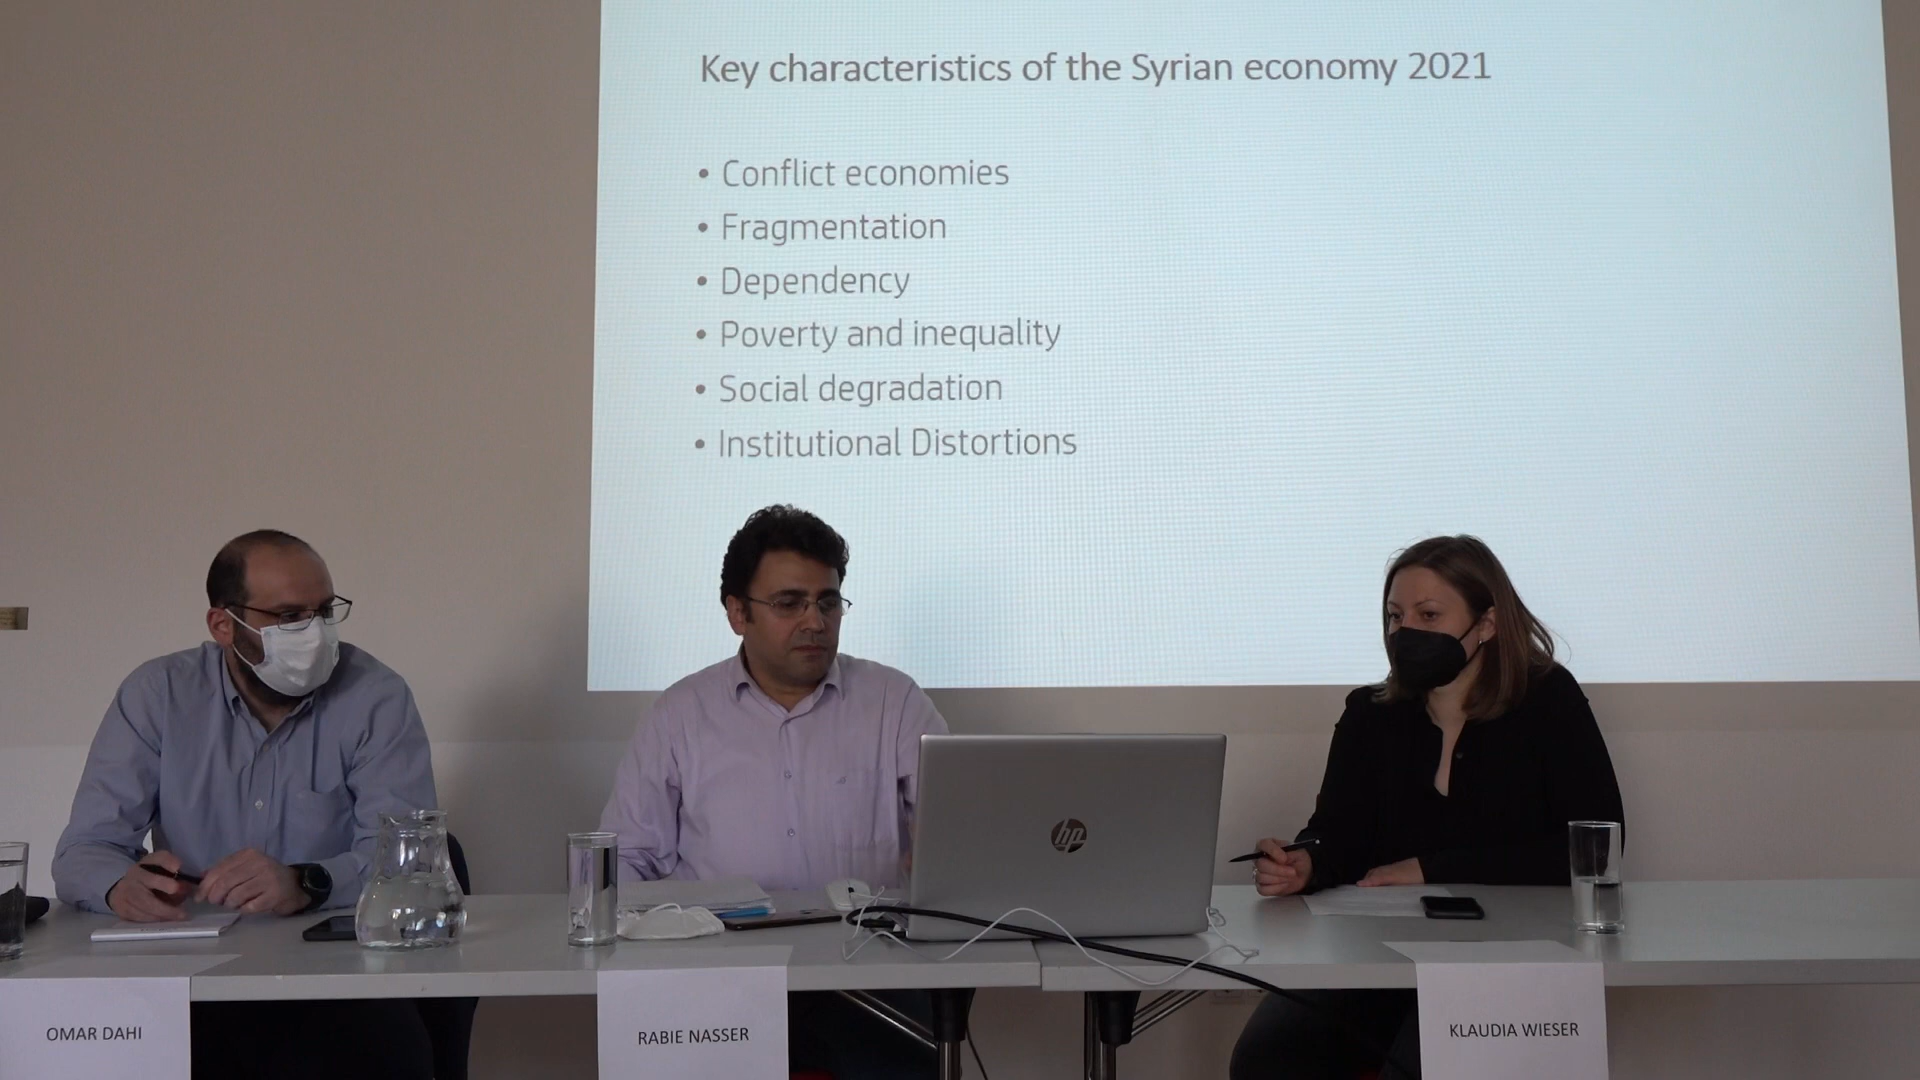 Key characteristics of the Syrian economy 2021
• Conflict economies
• Fragmentation
• Dependency
• Poverty and inequality
• Social degradation
• Institutional Distortions
hp
OMAR DAHI
RABIE NASSER
KLAUDIA WIESER